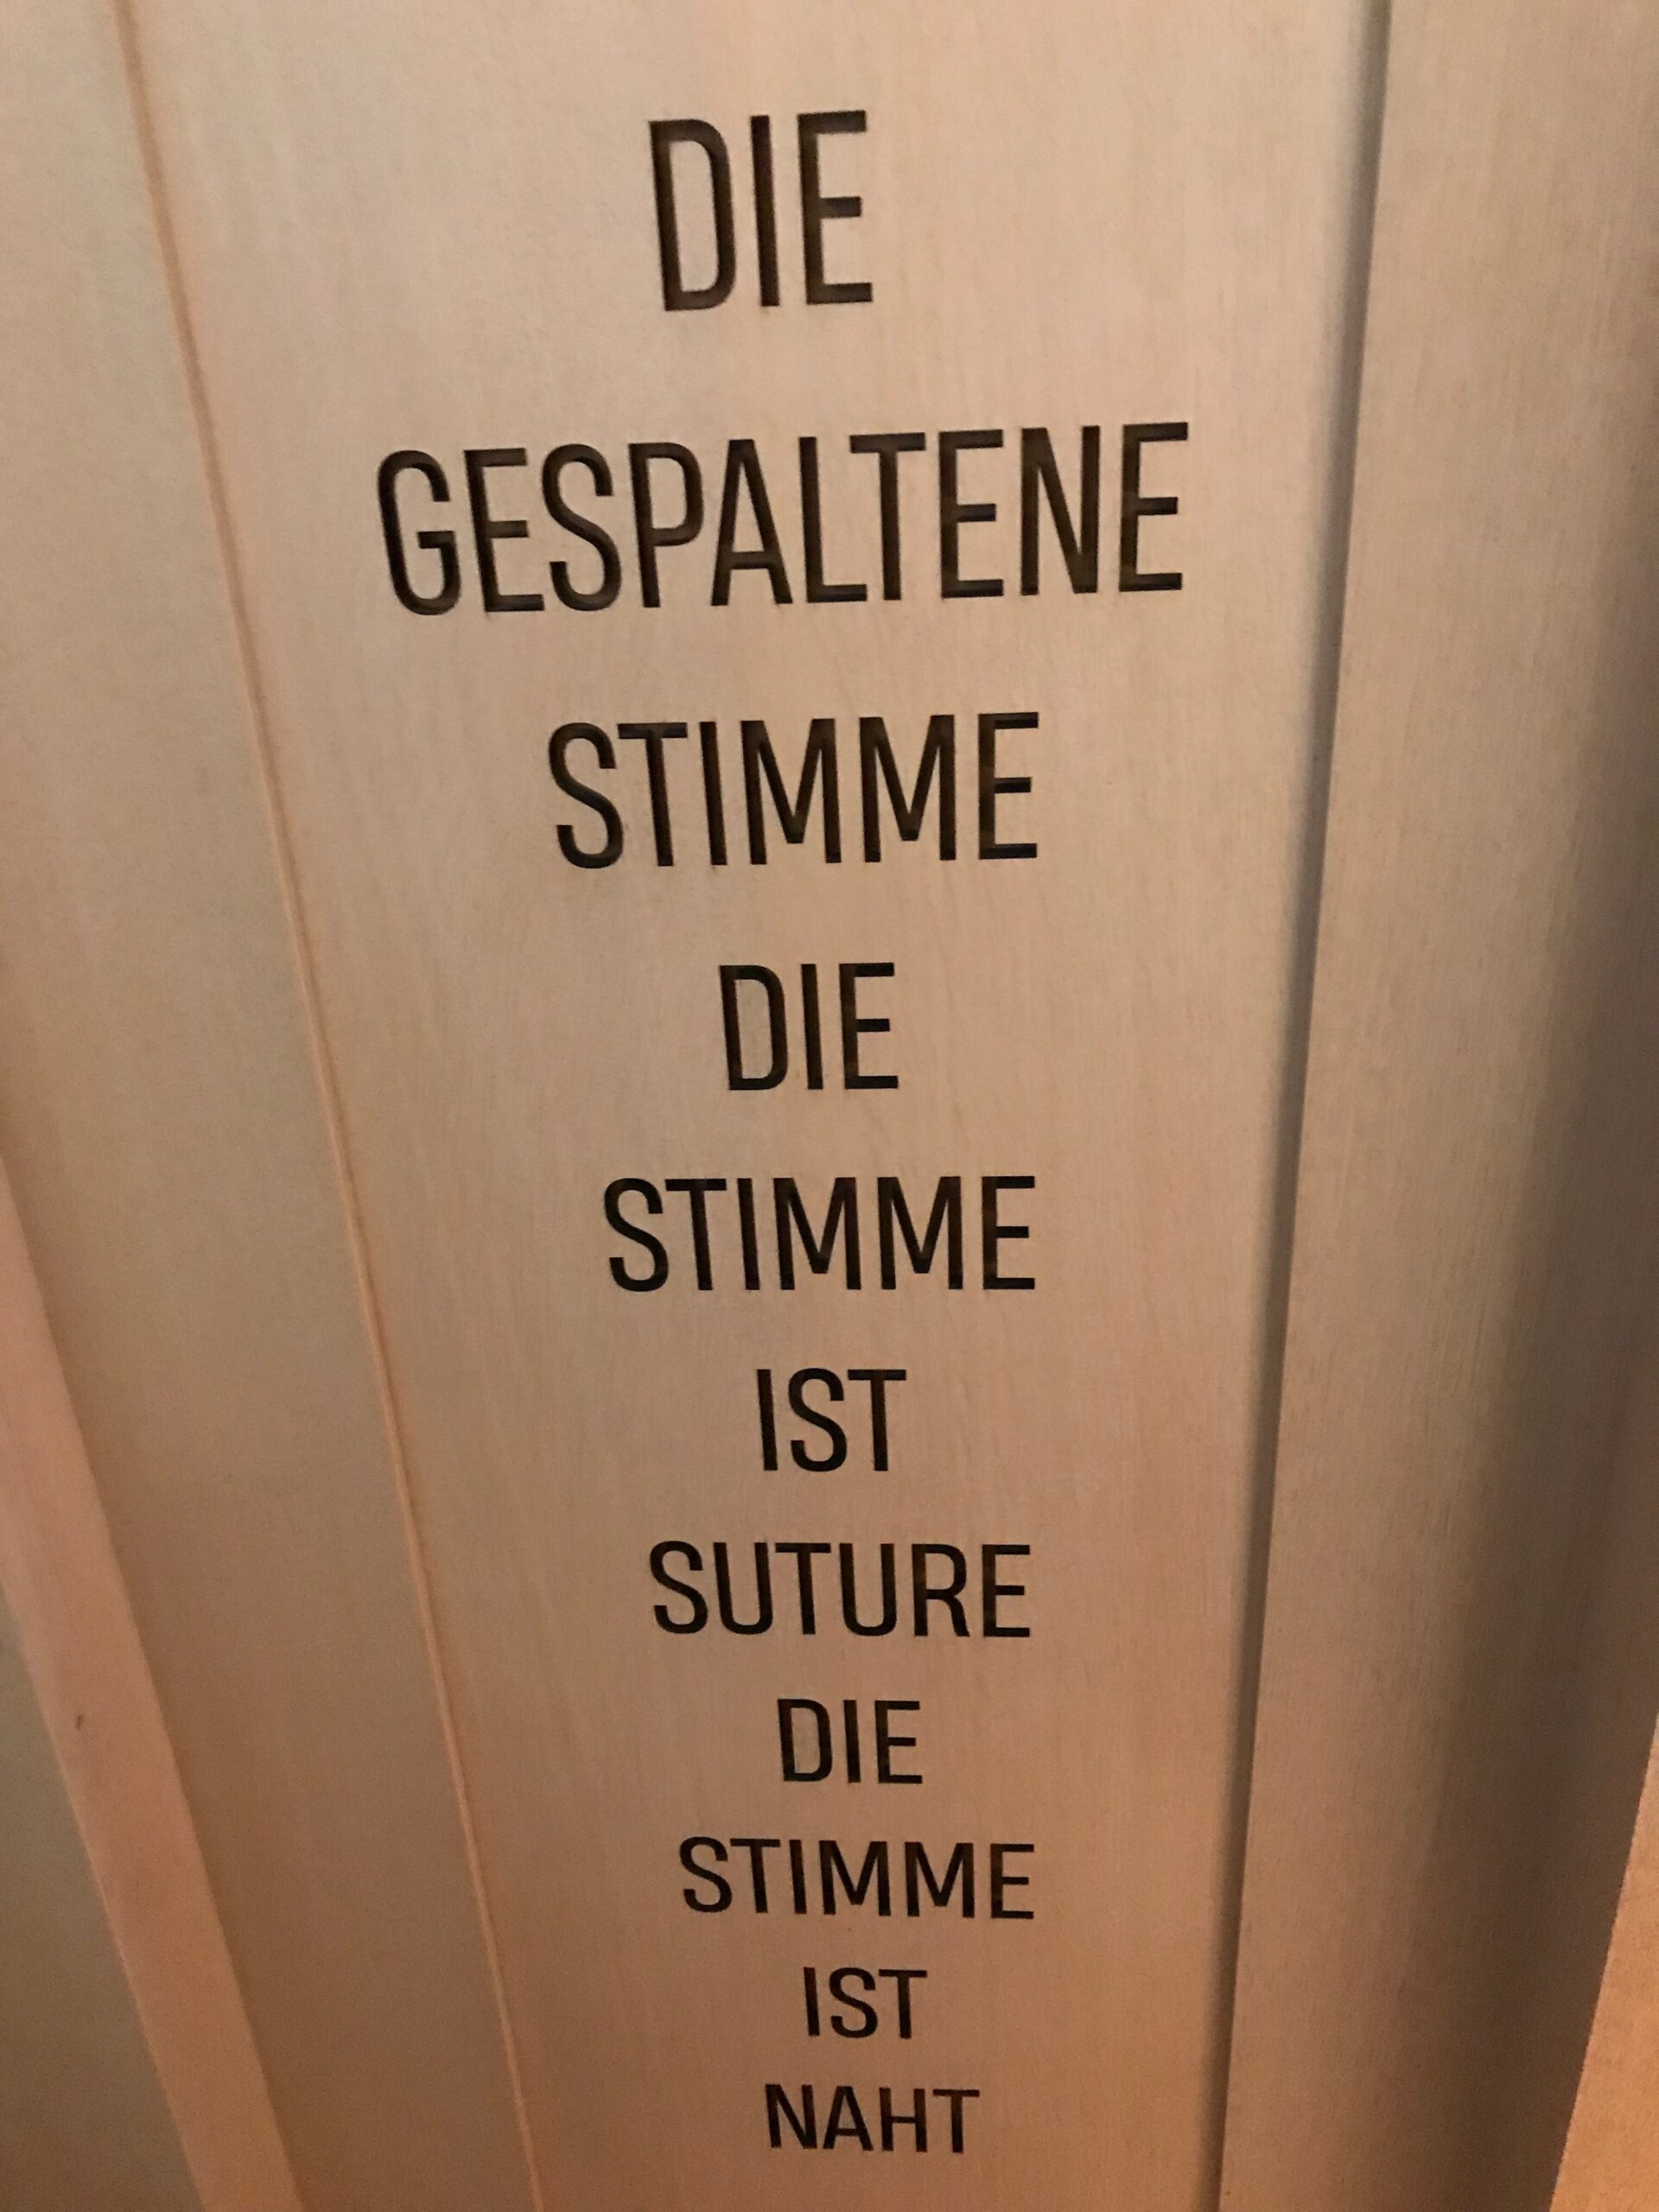 DIE
GESPALTENE
STIMME
DIE
STIMME
IST
SUTURE
DIE
STIMME
IST
NAHT